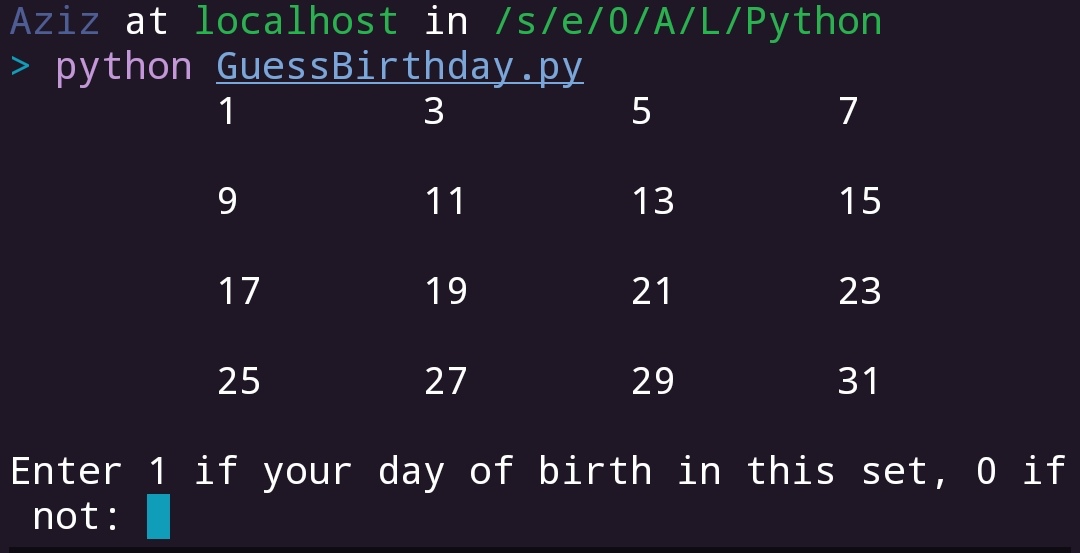 Aziz at localhost in /s/e/0/A/L/Python
> python GuessBirthday.py
1 3 5 7
9 11 13 15
17 19 21 23
25 27 29 31
Enter 1 if your day of birth in this set, 0 if
not: